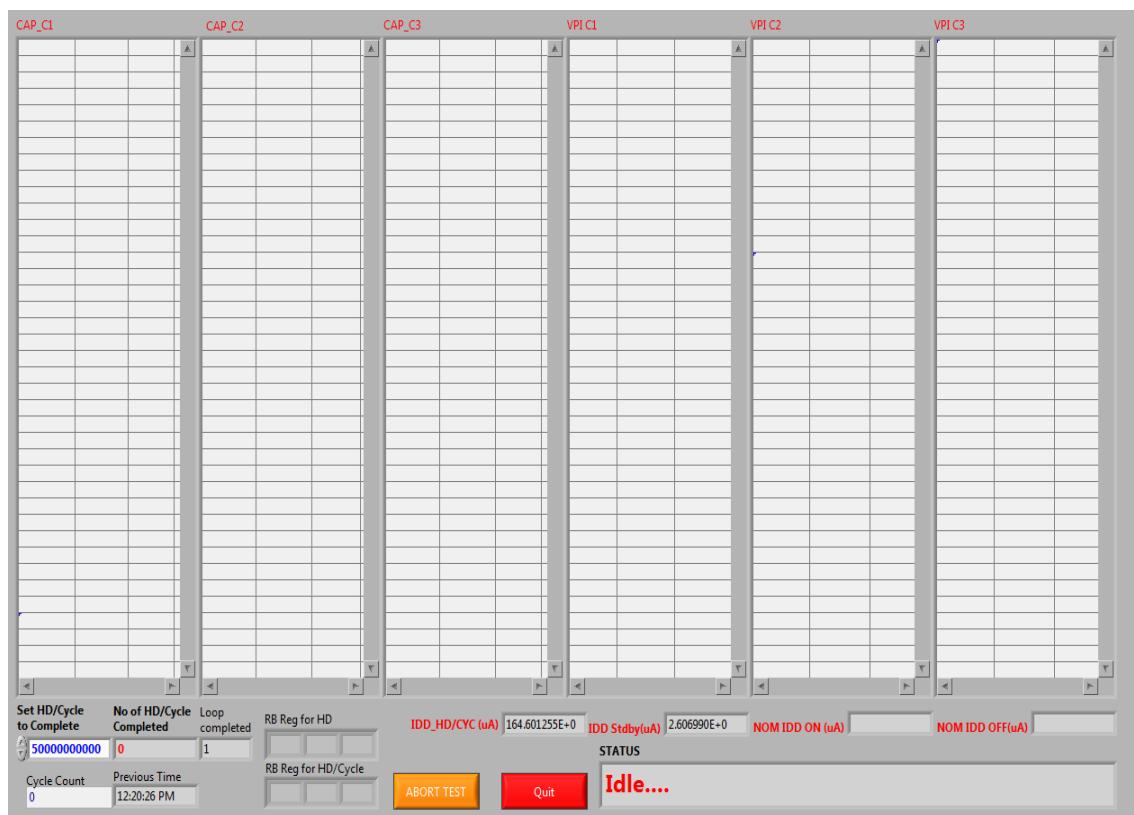 CAP_C1
CAP_C2
CAP_C3
VPI C1
VPI C2
VPI C3
Set HD/Cycle
to Complete
50000000000
No of HD/Cycle
Completed
0
Loop
completed
1
RB Reg for HD
IDD_HD/CYC (uA)
164.601255E+0
IDD Stdby(uA)
2.606990E+0
NOM IDD ON (uA)
NOM IDD OFF(uA)
Cycle Count
0
Previous Time
12:20:26 PM
RB Reg for HD/Cycle
ABORT TEST
Quit
STATUS
Idle....